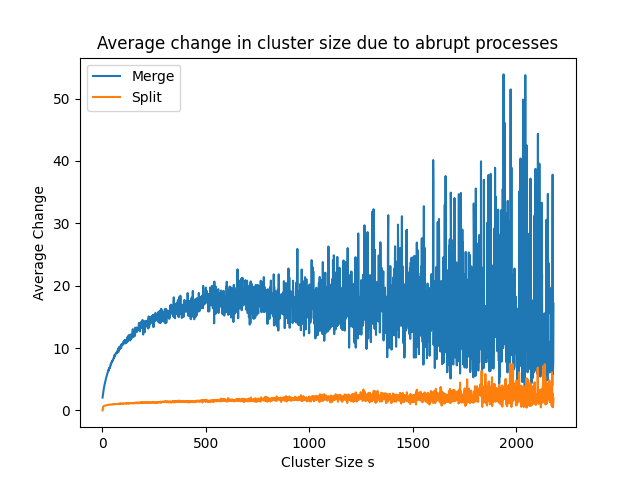 Average change in cluster size due to abrupt processes
Merge
Split
50
40
30
20
10
0
Average Change
0 500 1000 1500 2000
Cluster Size s